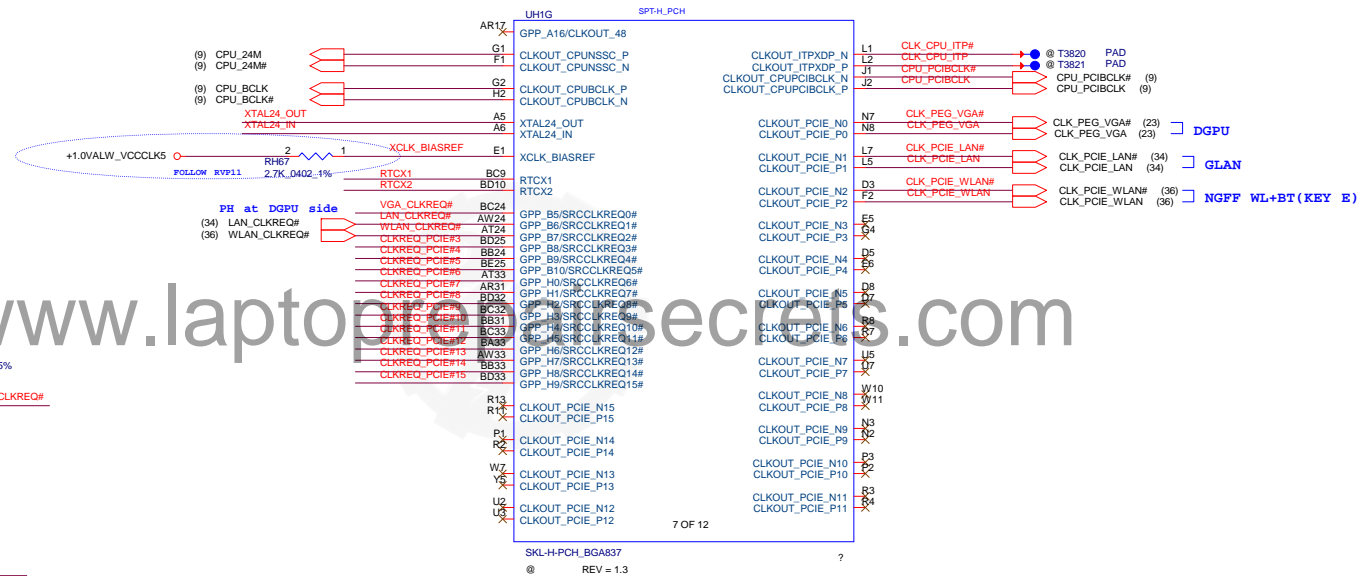 UH1G
SPT-H_PCH
AR17 GPP_A16/CLKOUT_48
(9) CPU_24M G1 CLKOUT_CPUNSSC_P
(9) CPU_24M# F1 CLKOUT_CPUNSSC_N
(9) CPU_BCLK G2 CLKOUT_CPUBCLK_P
(9) CPU_BCLK# H2 CLKOUT_CPUBCLK_N
XTAL24_OUT A5 XTAL24_OUT
XTAL24_IN A6 XTAL24_IN
+1.0VALW_VCCCLK5 2 1 XCLK_BIASREF E1 XCLK_BIASREF
RH67
FOLLOW RVP11 2.7K_0402_1%
RTCX1 BC9 RTCX1
RTCX2 BD10 RTCX2
PH at DGPU side
VGA_CLKREQ# BC24 GPP_B5/SRCCLKREQ0#
(34) LAN_CLKREQ# LAN_CLKREQ# AW24 GPP_B6/SRCCLKREQ1#
(36) WLAN_CLKREQ# WLAN_CLKREQ# AT24 GPP_B7/SRCCLKREQ2#
CLKREQ_PCIE#3 BD25 GPP_B8/SRCCLKREQ3#
CLKREQ_PCIE#4 BB24 GPP_B9/SRCCLKREQ4#
CLKREQ_PCIE#5 BE25 GPP_B10/SRCCLKREQ5#
CLKREQ_PCIE#6 AT33 GPP_H0/SRCCLKREQ6#
CLKREQ_PCIE#7 AR31 GPP_H1/SRCCLKREQ7#
CLKREQ_PCIE#8 BD32 GPP_H2/SRCCLKREQ8#
CLKREQ_PCIE#9 BC32 GPP_H3/SRCCLKREQ9#
CLKREQ_PCIE#10 BB31 GPP_H4/SRCCLKREQ10#
CLKREQ_PCIE#11 BC33 GPP_H5/SRCCLKREQ11#
CLKREQ_PCIE#12 BA33 GPP_H6/SRCCLKREQ12#
CLKREQ_PCIE#13 AW33 GPP_H7/SRCCLKREQ13#
CLKREQ_PCIE#14 BB33 GPP_H8/SRCCLKREQ14#
CLKREQ_PCIE#15 BD33 GPP_H9/SRCCLKREQ15#
R13 CLKOUT_PCIE_N15
R11 CLKOUT_PCIE_P15
P1 CLKOUT_PCIE_N14
R2 CLKOUT_PCIE_P14
W7 CLKOUT_PCIE_N13
Y5 CLKOUT_PCIE_P13
U2 CLKOUT_PCIE_N12
U3 CLKOUT_PCIE_P12
CLKOUT_ITPXDP_N L1 CLK_CPU_ITP# @ T3820 PAD
CLKOUT_ITPXDP_P L2 CLK_CPU_ITP @ T3821 PAD
CLKOUT_CPUPCIBCLK_N J1 CPU_PCIBCLK# CPU_PCIBCLK# (9)
CLKOUT_CPUPCIBCLK_P J2 CPU_PCIBCLK CPU_PCIBCLK (9)
CLKOUT_PCIE_N0 N7 CLK_PEG_VGA# CLK_PEG_VGA# (23)
CLKOUT_PCIE_P0 N8 CLK_PEG_VGA CLK_PEG_VGA (23)
DGPU
CLKOUT_PCIE_N1 L7 CLK_PCIE_LAN# CLK_PCIE_LAN# (34)
CLKOUT_PCIE_P1 L5 CLK_PCIE_LAN CLK_PCIE_LAN (34)
GLAN
CLKOUT_PCIE_N2 D3 CLK_PCIE_WLAN# CLK_PCIE_WLAN# (36)
CLKOUT_PCIE_P2 F2 CLK_PCIE_WLAN CLK_PCIE_WLAN (36)
NGFF WL+BT(KEY E)
CLKOUT_PCIE_N3 E5
CLKOUT_PCIE_P3 G4
CLKOUT_PCIE_N4 D5
CLKOUT_PCIE_P4 E6
CLKOUT_PCIE_N5 D8
CLKOUT_PCIE_P5 D7
CLKOUT_PCIE_N6 R8
CLKOUT_PCIE_P6 R7
CLKOUT_PCIE_N7 U5
CLKOUT_PCIE_P7 U7
CLKOUT_PCIE_N8 W10
CLKOUT_PCIE_P8 W11
CLKOUT_PCIE_N9 N3
CLKOUT_PCIE_P9 N2
CLKOUT_PCIE_N10 P3
CLKOUT_PCIE_P10 P2
CLKOUT_PCIE_N11 R3
CLKOUT_PCIE_P11 R4
7 OF 12
SKL-H-PCH_BGA837
?
@ REV = 1.3
www.laptoprepairsecrets.com
5%
CLKREQ#